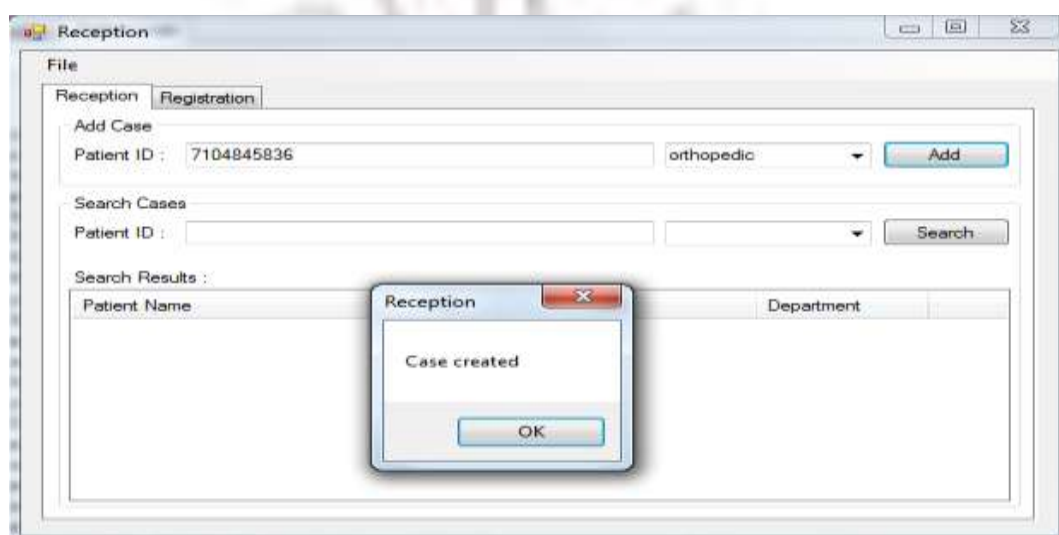 Reception
File
Reception Registration
Add Case
Patient ID : 7104845836 orthopedic Add
Search Cases
Patient ID : Search
Search Results :
Patient Name Department
Reception
Case created
OK